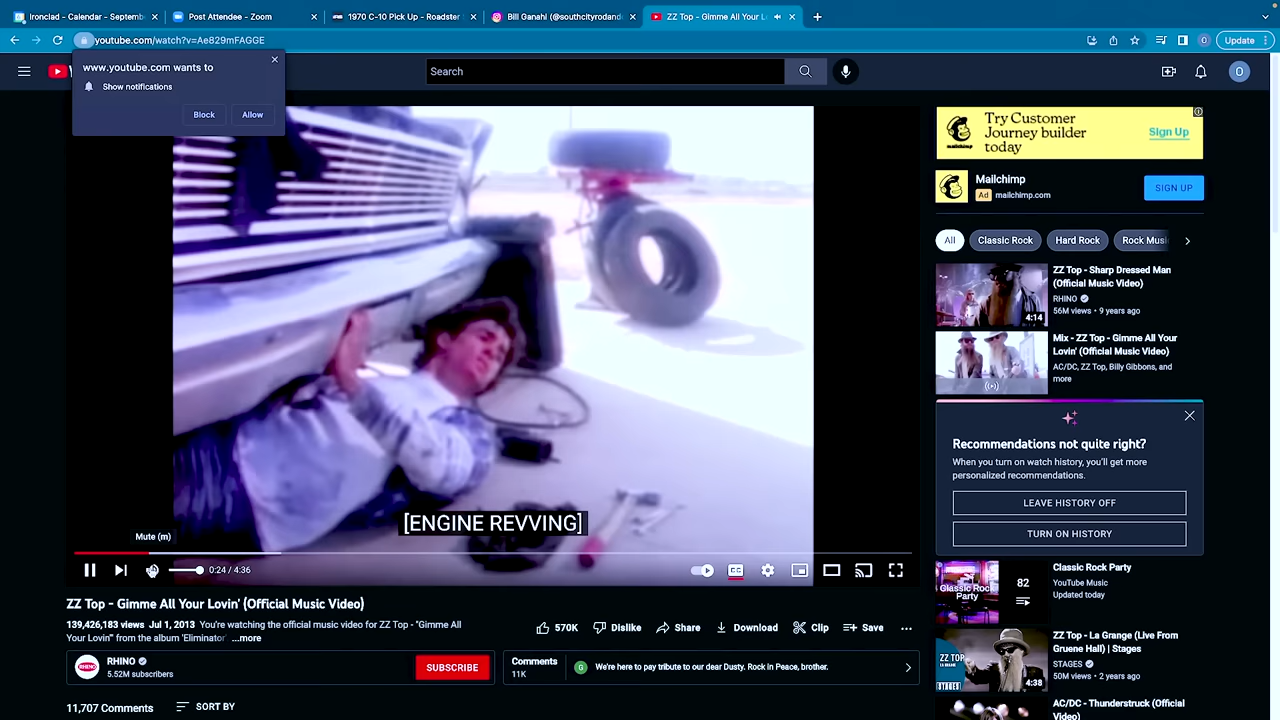 Ironclad - Calendar - Septemb
Post Attendee - Zoom
1970 C-10 Pick Up - Roadster
Bill Ganahl (@southcityrodand
ZZ Top - Gimme All Your Lo
youtube.com/watch?v=Ae829mFAGGE
Update
www.youtube.com wants to
Show notifications
Block
Allow
Search
O
Try Customer
Journey builder
today
Sign Up
mailchimp
Mailchimp
Ad mailchimp.com
SIGN UP
All
Classic Rock
Hard Rock
Rock Musi
ZZ Top - Sharp Dressed Man
(Official Music Video)
RHINO
56M views • 9 years ago
4:14
Mix - ZZ Top - Gimme All Your
Lovin' (Official Music Video)
AC/DC, ZZ Top, Billy Gibbons, and
more
Recommendations not quite right?
When you turn on watch history, you'll get more
personalized recommendations.
LEAVE HISTORY OFF
TURN ON HISTORY
Classic Rock
Party
82
Classic Rock Party
YouTube Music
Updated today
ZZ TOP
4:38
ZZ Top - La Grange (Live From
Gruene Hall) | Stages
STAGES
50M views • 2 years ago
AC/DC - Thunderstruck (Official
Video)
[ENGINE REVVING]
Mute (m)
0:24 / 4:36
CC
ZZ Top - Gimme All Your Lovin' (Official Music Video)
139,426,183 views Jul 1, 2013 You're watching the official music video for ZZ Top - "Gimme All
Your Lovin'" from the album 'Eliminator' ...more
570K
Dislike
Share
Download
Clip
Save
RHINO
RHINO
5.52M subscribers
SUBSCRIBE
Comments
11K
G
We're here to pay tribute to our dear Dusty. Rock in Peace, brother.
11,707 Comments
SORT BY